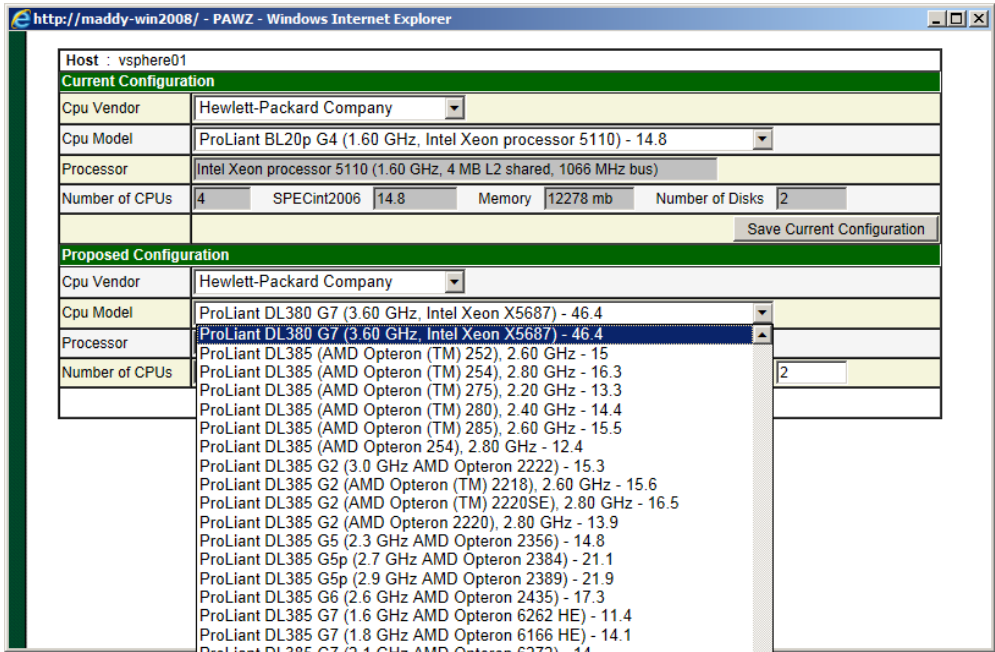 http://maddy-win2008/ - PAWZ - Windows Internet Explorer
Host : vsphere01
Current Configuration
Cpu Vendor Hewlett-Packard Company
Cpu Model ProLiant BL20p G4 (1.60 GHz, Intel Xeon processor 5110) - 14.8
Processor Intel Xeon processor 5110 (1.60 GHz, 4 MB L2 shared, 1066 MHz bus)
Number of CPUs 4 SPECint2006 14.8 Memory 12278 mb Number of Disks 2
Save Current Configuration
Proposed Configuration
Cpu Vendor Hewlett-Packard Company
Cpu Model ProLiant DL380 G7 (3.60 GHz, Intel Xeon X5687) - 46.4
Processor
Number of CPUs 2
ProLiant DL380 G7 (3.60 GHz, Intel Xeon X5687) - 46.4
ProLiant DL385 (AMD Opteron (TM) 252), 2.60 GHz - 15
ProLiant DL385 (AMD Opteron (TM) 254), 2.80 GHz - 16.3
ProLiant DL385 (AMD Opteron (TM) 275), 2.20 GHz - 13.3
ProLiant DL385 (AMD Opteron (TM) 280), 2.40 GHz - 14.4
ProLiant DL385 (AMD Opteron (TM) 285), 2.60 GHz - 15.5
ProLiant DL385 (AMD Opteron 254), 2.80 GHz - 12.4
ProLiant DL385 G2 (3.0 GHz AMD Opteron 2222) - 15.3
ProLiant DL385 G2 (AMD Opteron (TM) 2218), 2.60 GHz - 15.6
ProLiant DL385 G2 (AMD Opteron (TM) 2220SE), 2.80 GHz - 16.5
ProLiant DL385 G2 (AMD Opteron 2220), 2.80 GHz - 13.9
ProLiant DL385 G5 (2.3 GHz AMD Opteron 2356) - 14.8
ProLiant DL385 G5p (2.7 GHz AMD Opteron 2384) - 21.1
ProLiant DL385 G5p (2.9 GHz AMD Opteron 2389) - 21.9
ProLiant DL385 G6 (2.6 GHz AMD Opteron 2435) - 17.3
ProLiant DL385 G7 (1.6 GHz AMD Opteron 6262 HE) - 11.4
ProLiant DL385 G7 (1.8 GHz AMD Opteron 6166 HE) - 14.1
ProLiant DL385 G7 (2.1 GHz AMD Opteron 6272) - 14